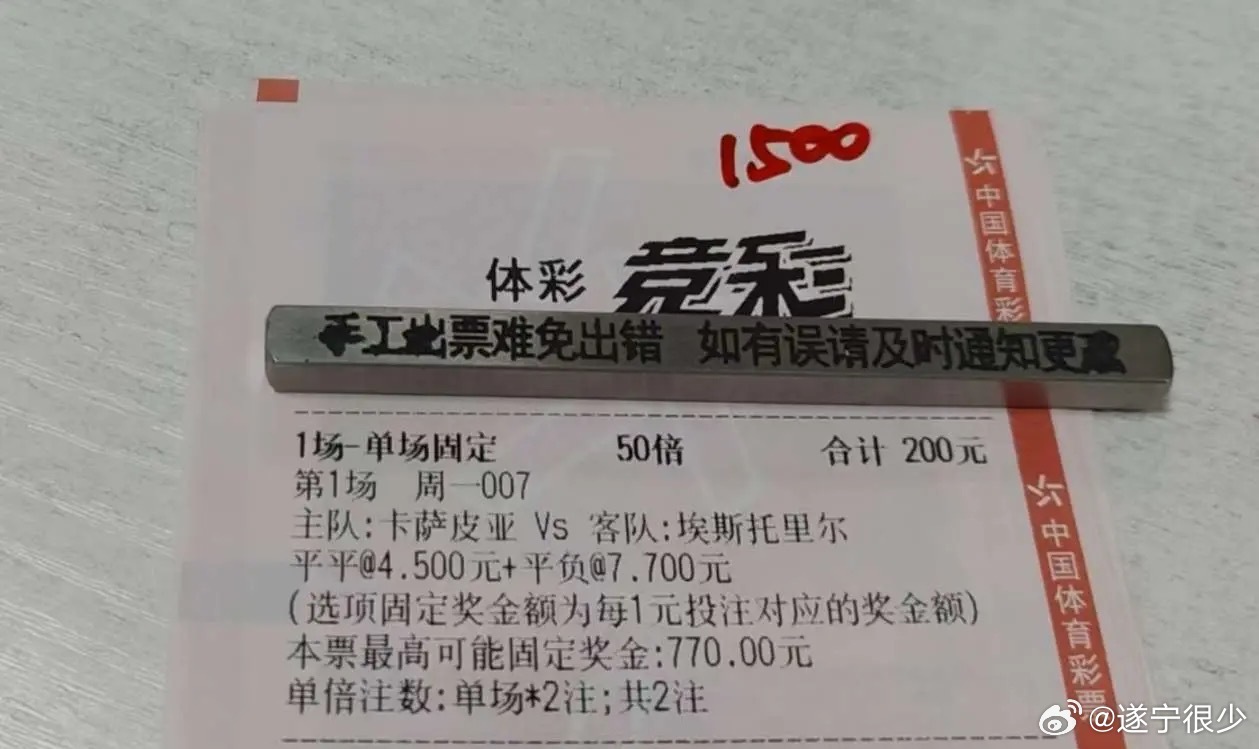 1500
体彩 竞彩
手工出票难免出错 如有误请及时通知更
1场-单场固定 50倍 合计 200元
第1场 周一007
主队:卡萨皮亚 Vs 客队:埃斯托里尔
平平@4.500元+平负@7.700元
(选项固定奖金额为每1元投注对应的奖金额)
本票最高可能固定奖金:770.00元
单倍注数:单场*2注;共2注
中国体育彩
中国体育彩票
@遂宁很少